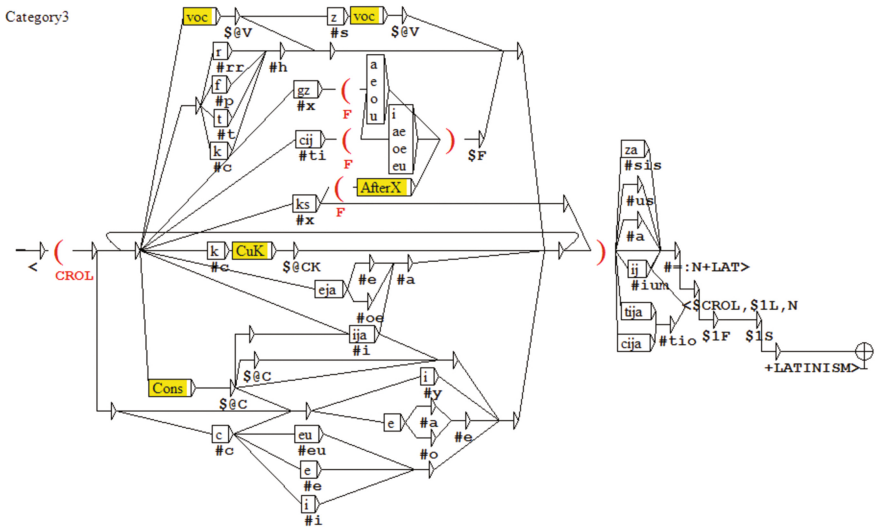 Category3
voc
$@V
z
#s
voc
$@V
r
#rr
f
#p
t
#t
k
#c
#h
gz
#x
(
F
a
e
o
u
i
ae
oe
eu
)
$F
cij
#ti
(
F
ks
#x
(
F
AfterX
<
(
CROL
k
#c
CuK
$@CK
)
eja
#e
#oe
#a
ija
#i
Cons
$@C
$@C
i
#y
e
#a
#o
#e
c
#c
eu
#eu
e
#e
i
#i
za
#sis
#us
#a
ij
#ium
tija
cija
#tio
#=:N+LAT>
<$CROL,$1L,N
$1F
$1S
+LATINISM>